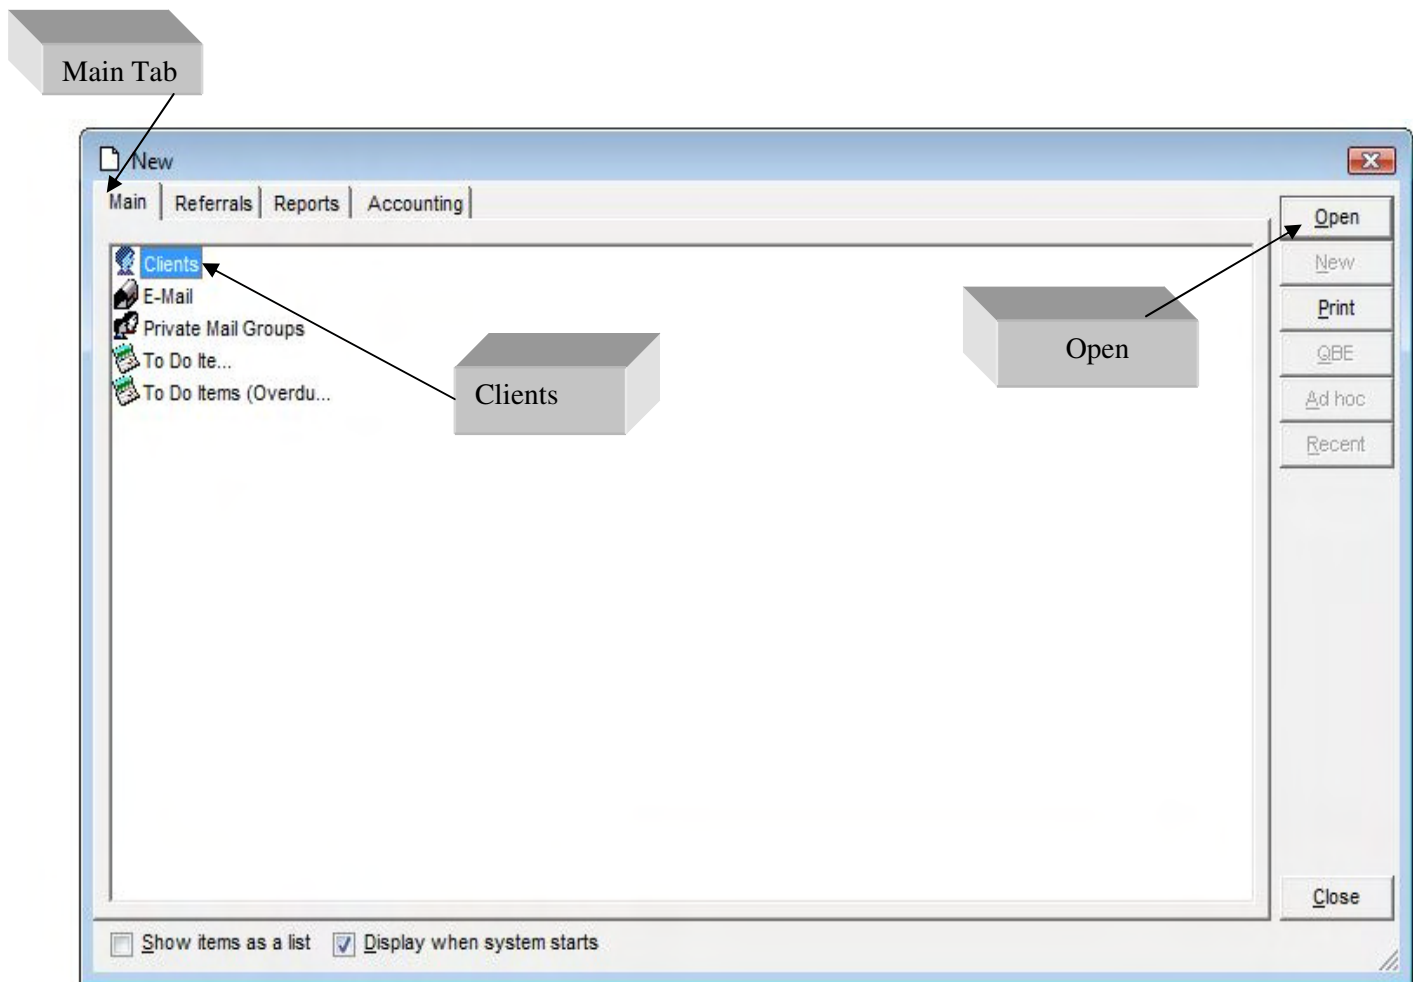 Main Tab
New
Main Referrals Reports Accounting
Open
Clients
New
E-Mail
Print
Private Mail Groups
Open
QBE
To Do Ite...
Clients
To Do Items (Overdu...
Ad hoc
Recent
Close
Show items as a list Display when system starts